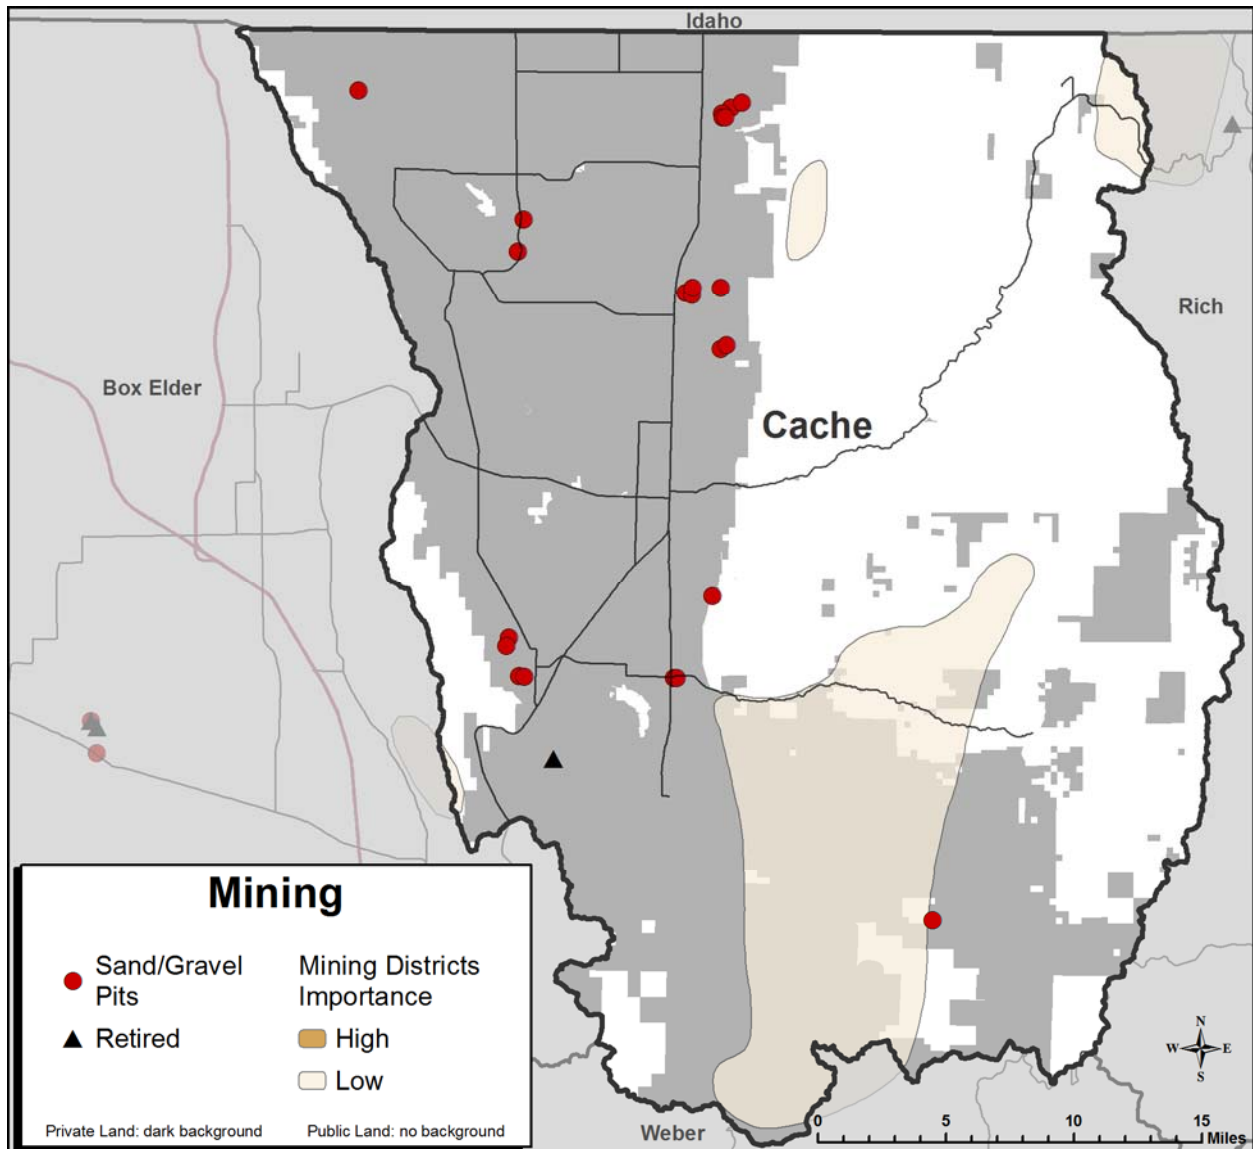 Idaho
Rich
Box Elder
Cache
Mining
Sand/Gravel
Pits
Retired
Mining Districts
Importance
High
Low
Private Land: dark background
Public Land: no background
Weber
N
W E
S
0 5 10 15
Miles